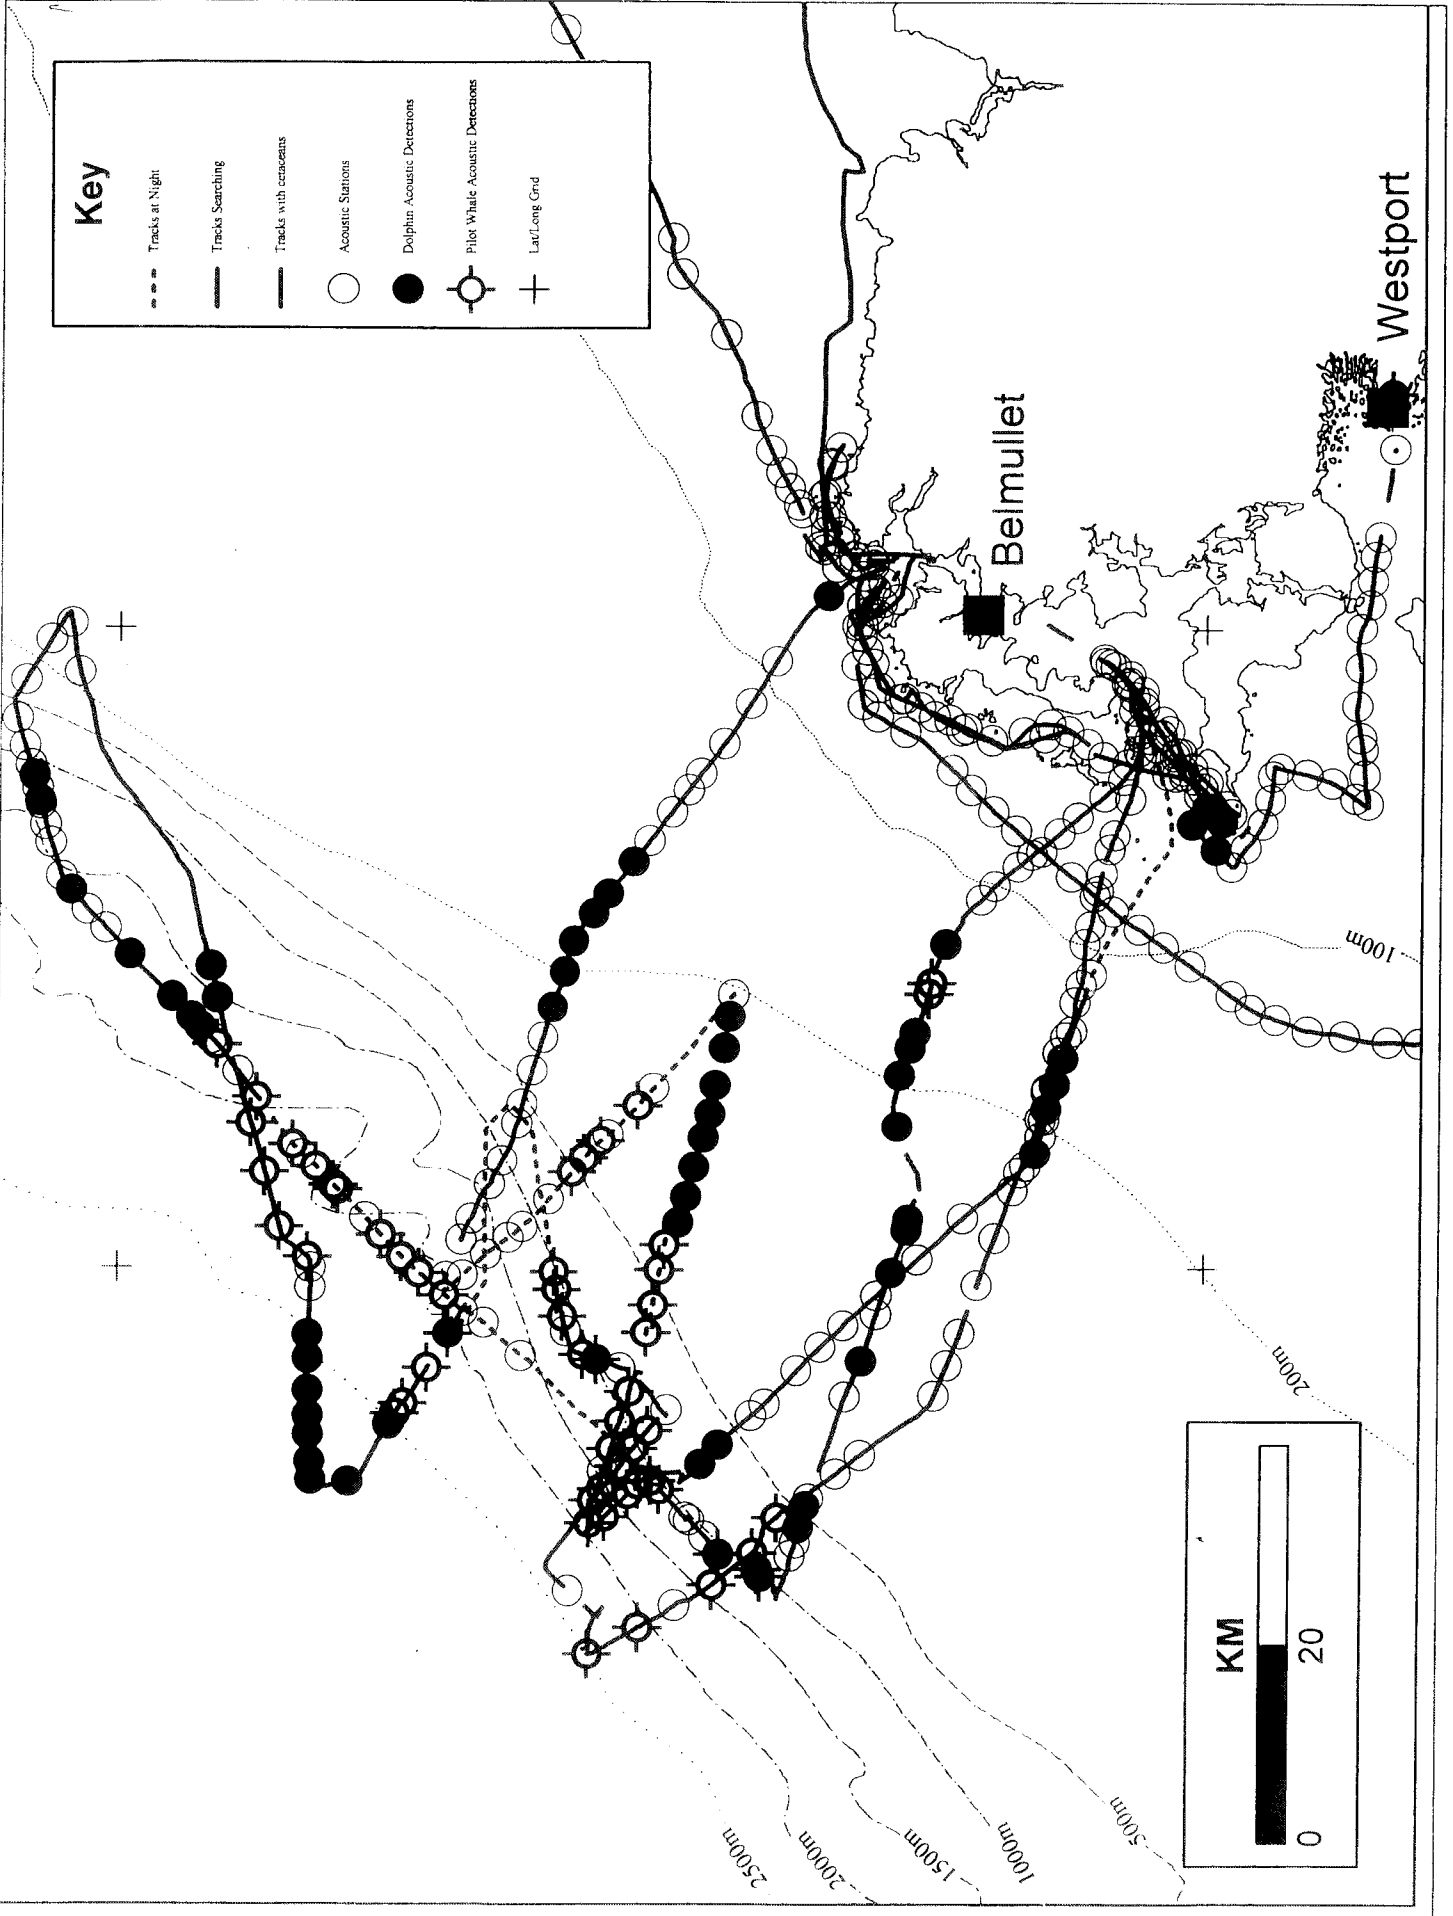 Key
Tracks at Night
Tracks Searching
Tracks with cetaceans
Acoustic Stations
Dolphin Acoustic Detections
Pilot Whale Acoustic Detections
Lat/Long Grid
Belmullet
Westport
100m
200m
500m
1000m
1500m
2000m
2500m
KM
0
20